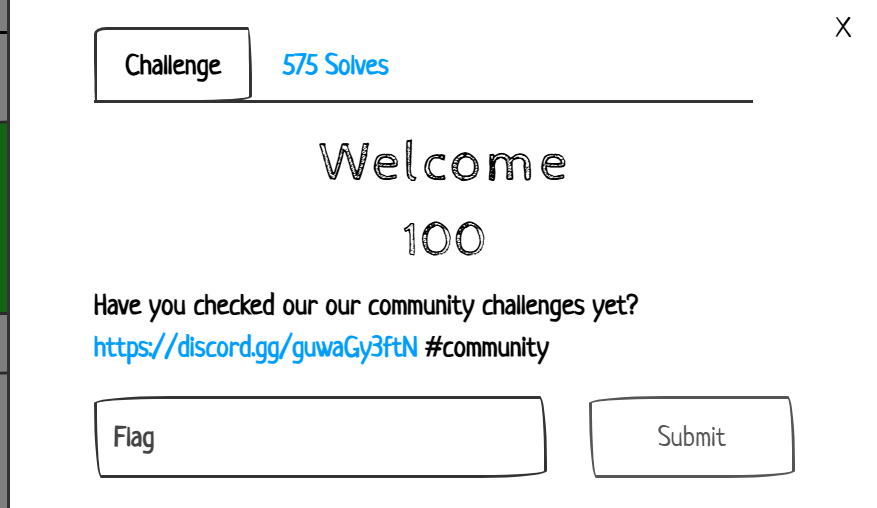 X
Challenge 575 Solves
Welcome
100
Have you checked our our community challenges yet?
https://discord.gg/guwaGy3ftN #community
Flag Submit